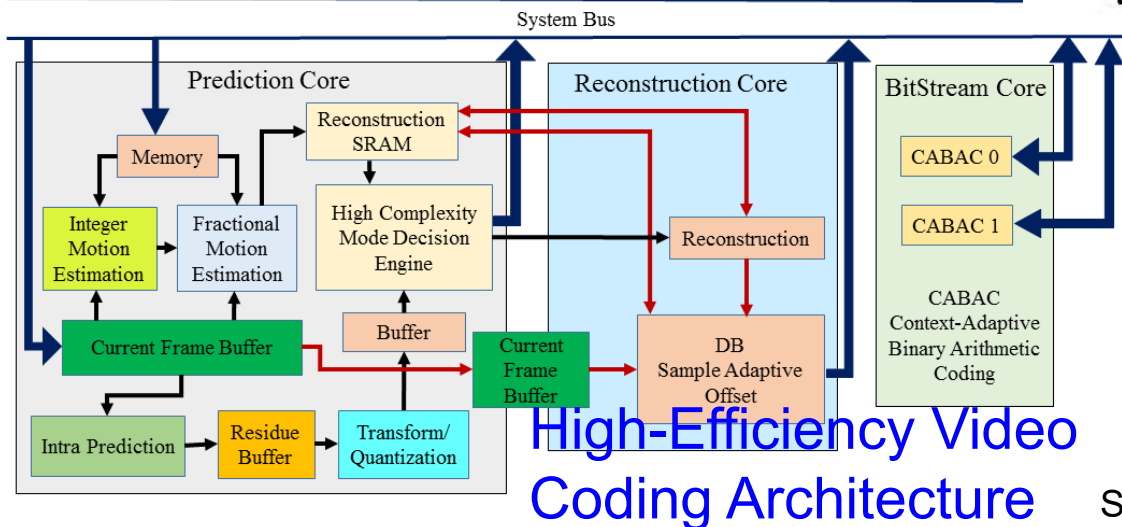 System Bus
Prediction Core
Reconstruction Core
BitStream Core
Memory
Reconstruction
SRAM
CABAC 0
Integer
Motion
Estimation
Fractional
Motion
Estimation
High Complexity
Mode Decision
Engine
Reconstruction
CABAC 1
Current Frame Buffer
Buffer
Current
Frame
Buffer
DB
Sample Adaptive
Offset
CABAC
Context-Adaptive
Binary Arithmetic
Coding
Intra Prediction
Residue
Buffer
Transform/
Quantization
High-Efficiency Video
Coding Architecture